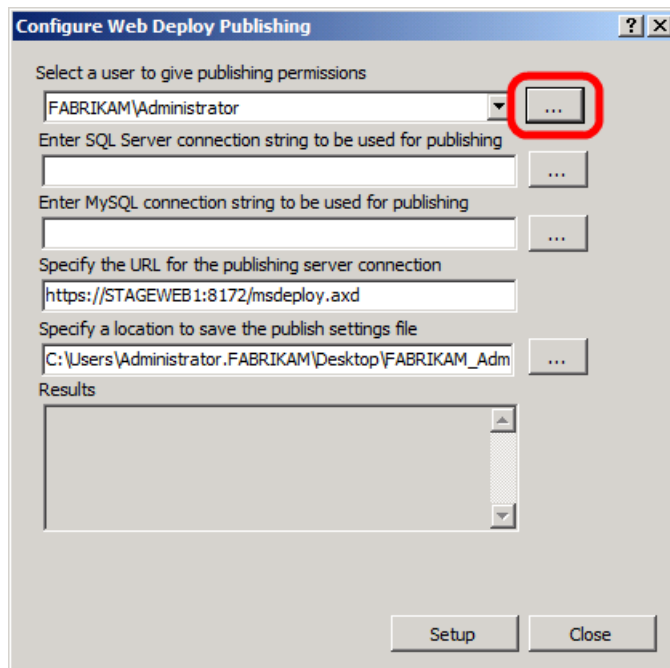 Configure Web Deploy Publishing
Select a user to give publishing permissions
FABRIKAM\Administrator
...
Enter SQL Server connection string to be used for publishing
...
Enter MySQL connection string to be used for publishing
...
Specify the URL for the publishing server connection
https://STAGEWEB1:8172/msdeploy.axd
Specify a location to save the publish settings file
C:\Users\Administrator.FABRIKAM\Desktop\FABRIKAM_Adm
...
Results
Setup
Close